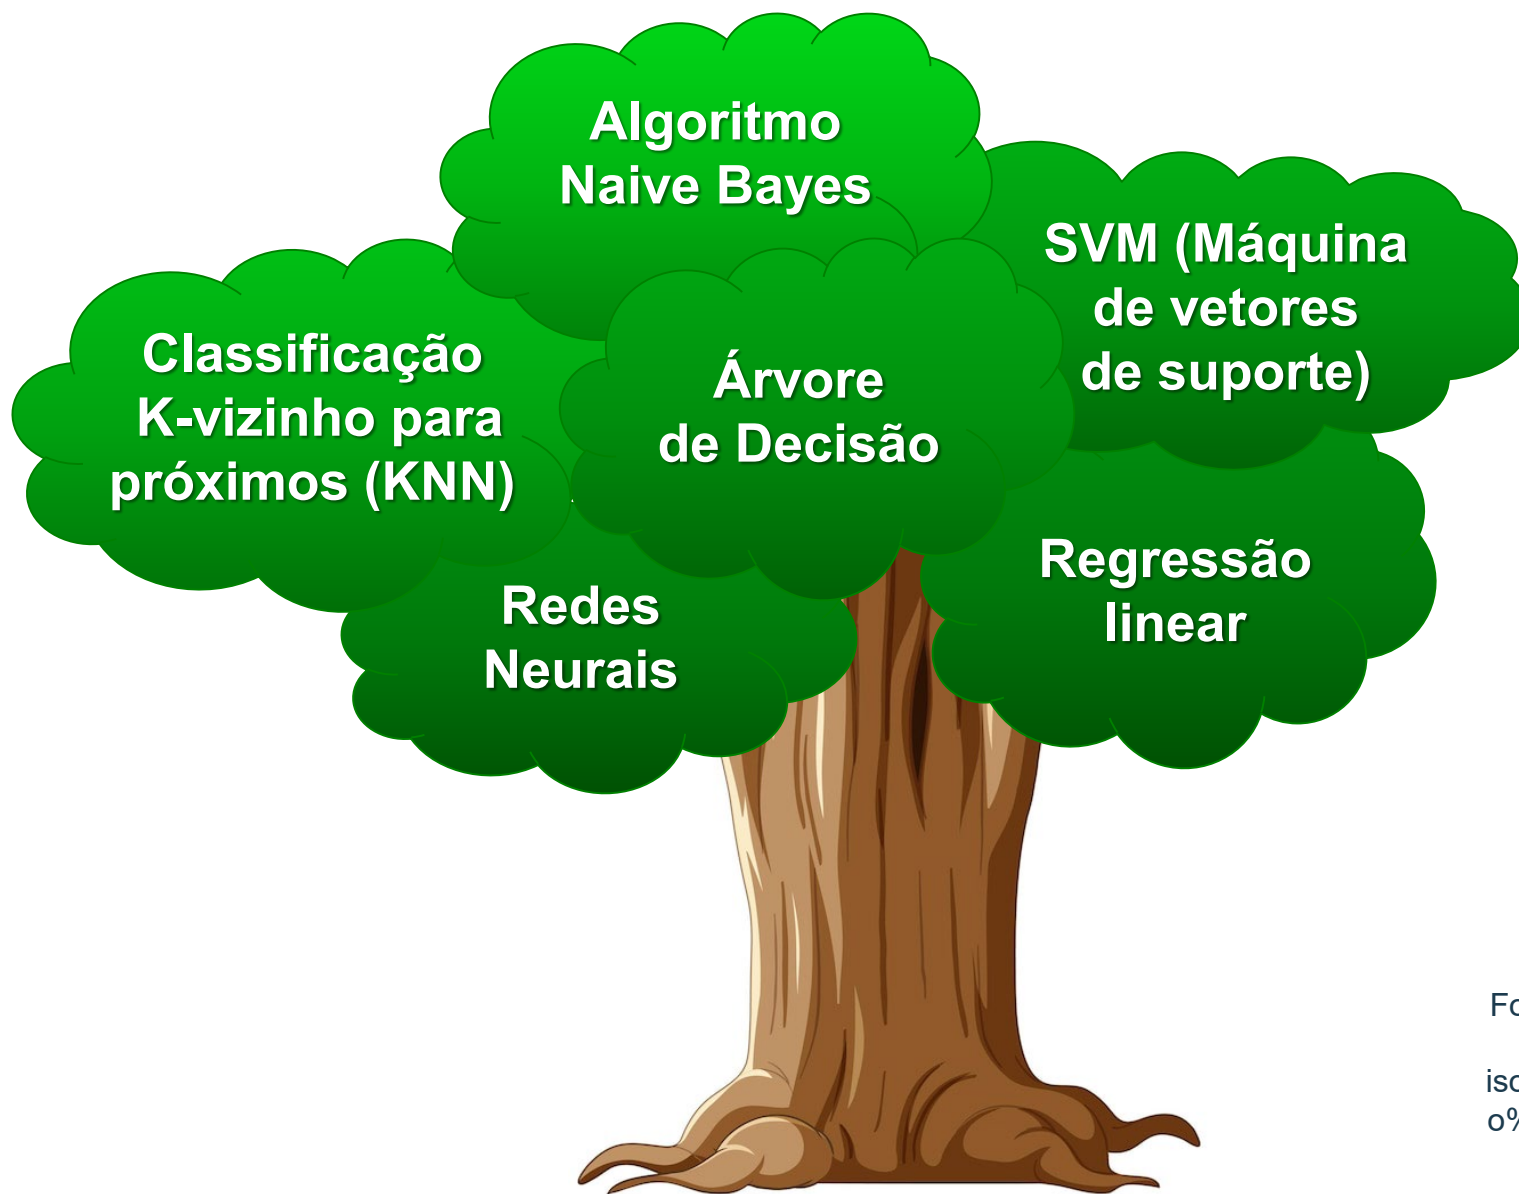 Algoritmo
Naive Bayes
SVM (Máquina
de vetores
de suporte)
Classificação
K-vizinho para
próximos (KNN)
Árvore
de Decisão
Regressão
linear
Redes
Neurais